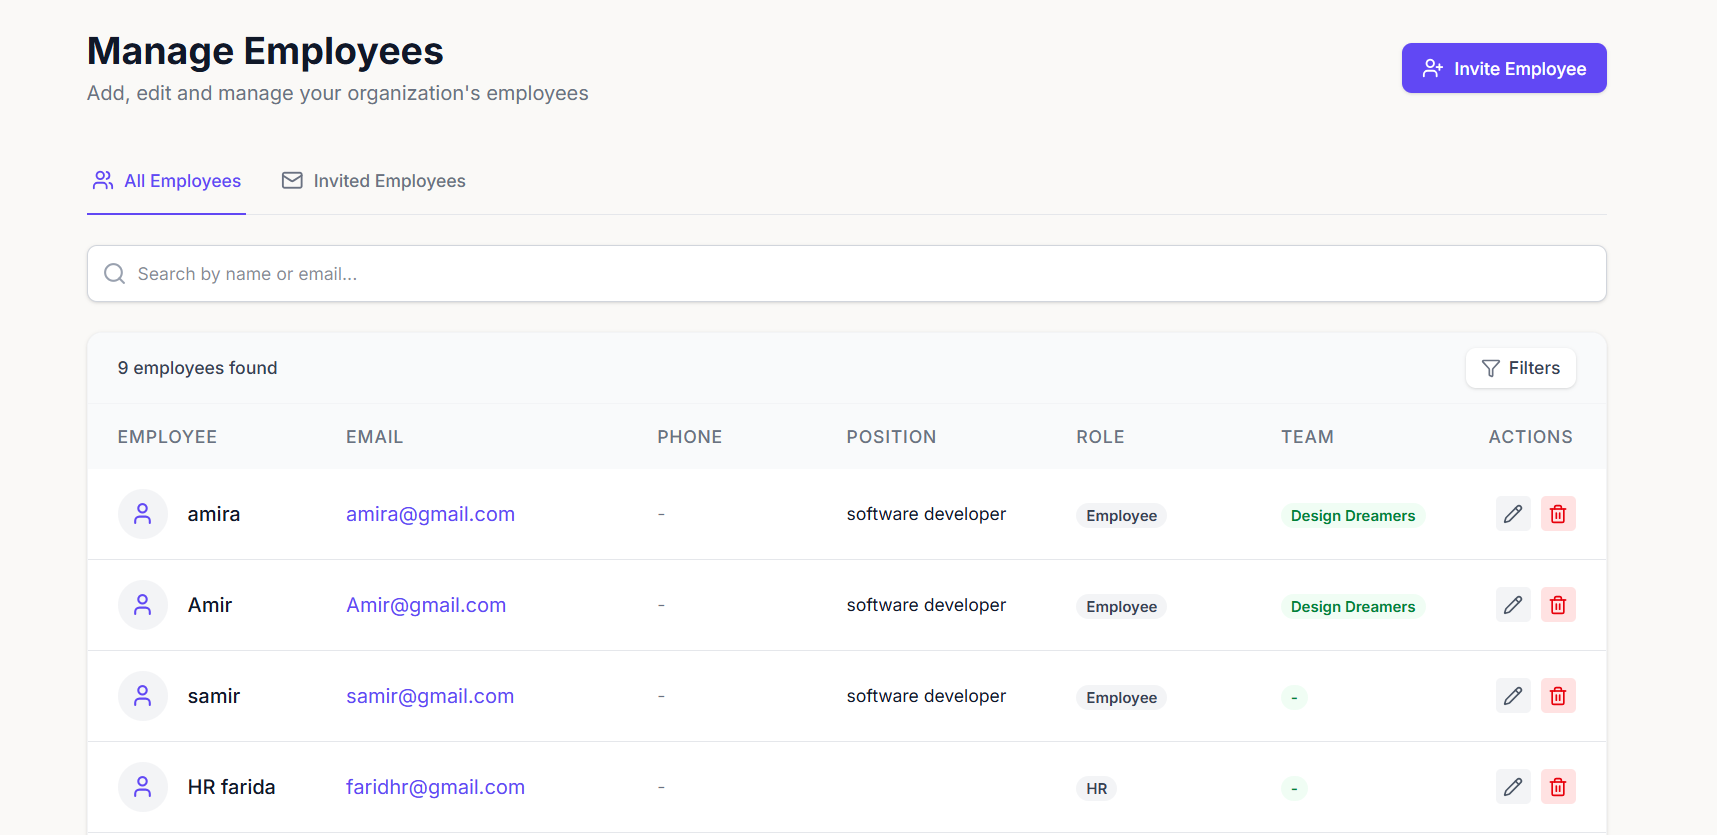 Manage Employees
Add, edit and manage your organization's employees
Invite Employee
All Employees Invited Employees
Search by name or email...
9 employees found Filters
EMPLOYEE EMAIL PHONE POSITION ROLE TEAM ACTIONS
amira amira@gmail.com - software developer Employee Design Dreamers
Amir Amir@gmail.com - software developer Employee Design Dreamers
samir samir@gmail.com - software developer Employee -
HR farida faridhr@gmail.com - HR -